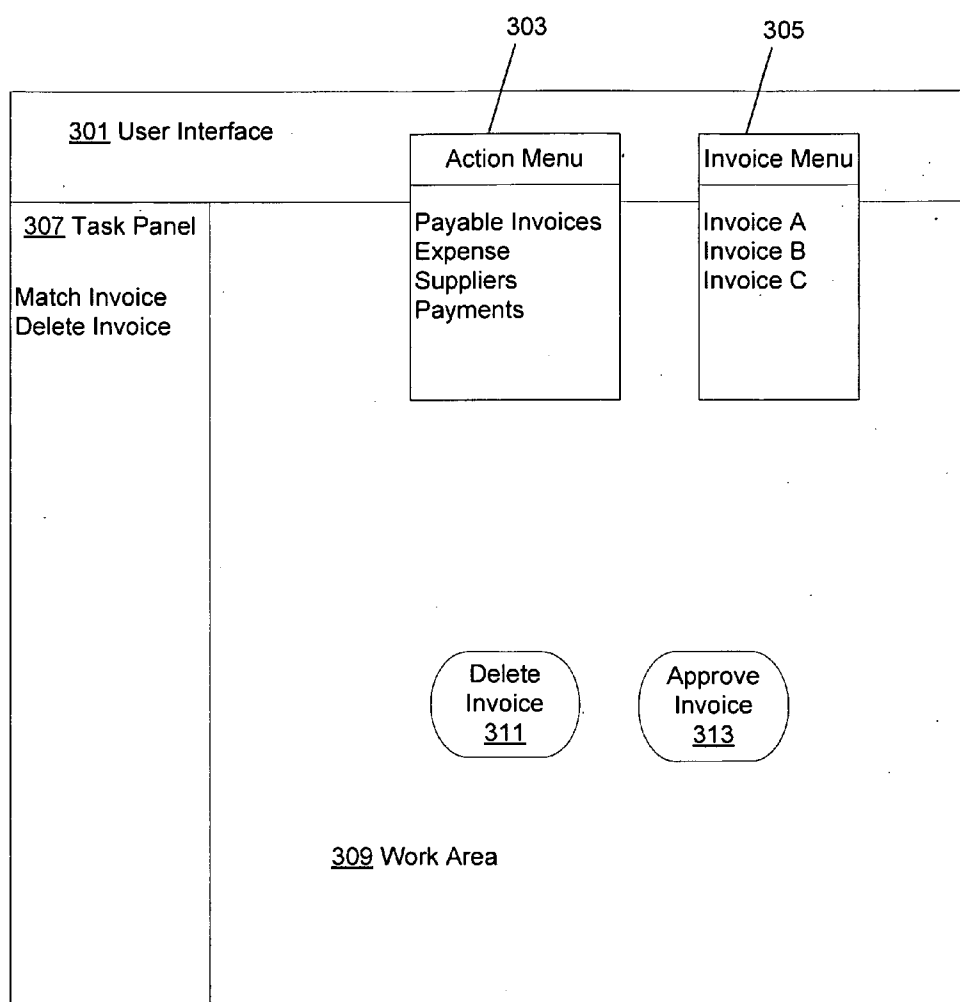 303
305
301 User Interface
Action Menu
Invoice Menu
307 Task Panel
Payable Invoices
Expense
Suppliers
Payments
Invoice A
Invoice B
Invoice C
Match Invoice
Delete Invoice
Delete
Invoice
311
Approve
Invoice
313
309 Work Area